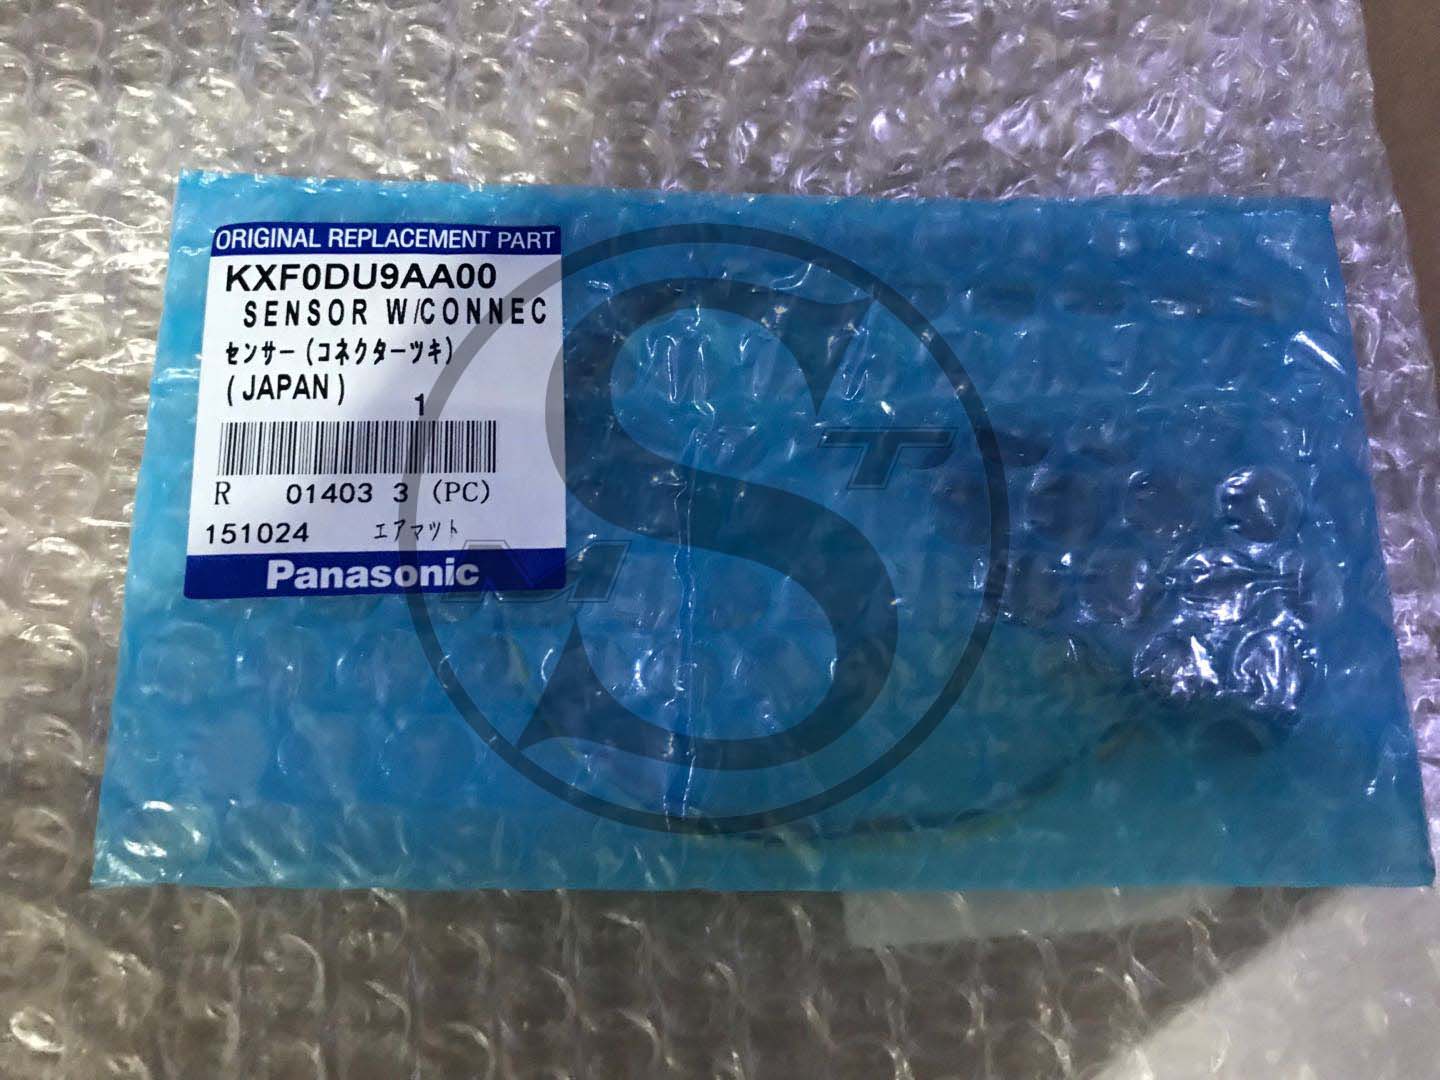 ORIGINAL REPLACEMENT PART
KXF0DU9AA00
SENSOR W/CONNEC
センサー(コネクターツキ)
(JAPAN)
1
R 01403 3 (PC)
151024 エアマット
Panasonic
S
T
M